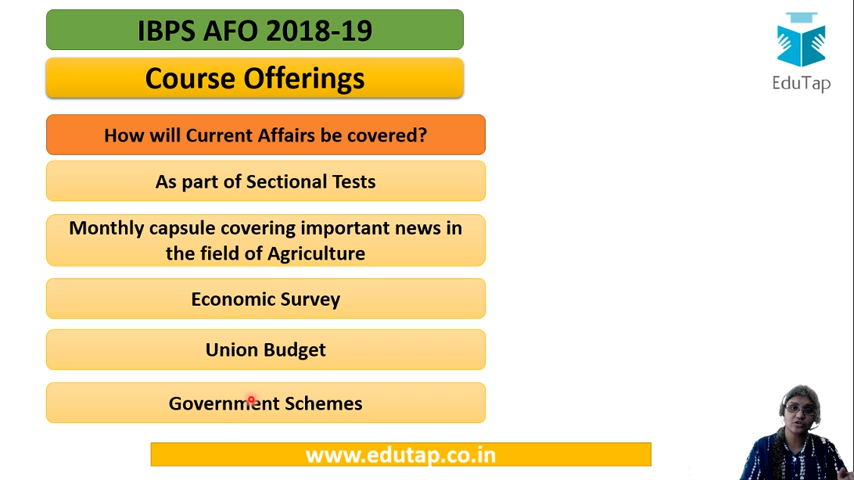 IBPS AFO 2018-19
EduTap
Course Offerings
How will Current Affairs be covered?
As part of Sectional Tests
Monthly capsule covering important news in
the field of Agriculture
Economic Survey
Union Budget
Government Schemes
www.edutap.co.in